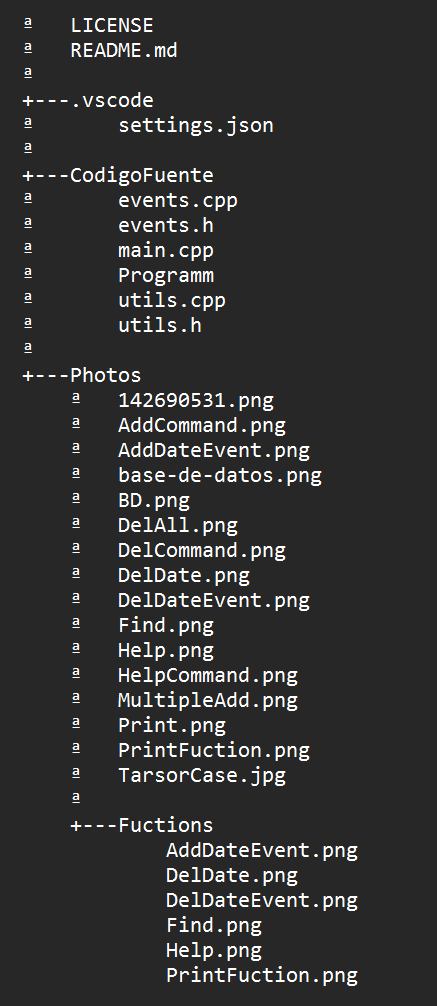 ª   LICENSE
ª   README.md
ª
+---.vscode
ª       settings.json
ª
+---CodigoFuente
ª       events.cpp
ª       events.h
ª       main.cpp
ª       Programm
ª       utils.cpp
ª       utils.h
ª
+---Photos
    ª   142690531.png
    ª   AddCommand.png
    ª   AddDateEvent.png
    ª   base-de-datos.png
    ª   BD.png
    ª   DelAll.png
    ª   DelCommand.png
    ª   DelDate.png
    ª   DelDateEvent.png
    ª   Find.png
    ª   Help.png
    ª   HelpCommand.png
    ª   MultipleAdd.png
    ª   Print.png
    ª   PrintFuction.png
    ª   TarsorCase.jpg
    ª
    +---Fuctions
            AddDateEvent.png
            DelDate.png
            DelDateEvent.png
            Find.png
            Help.png
            PrintFuction.png